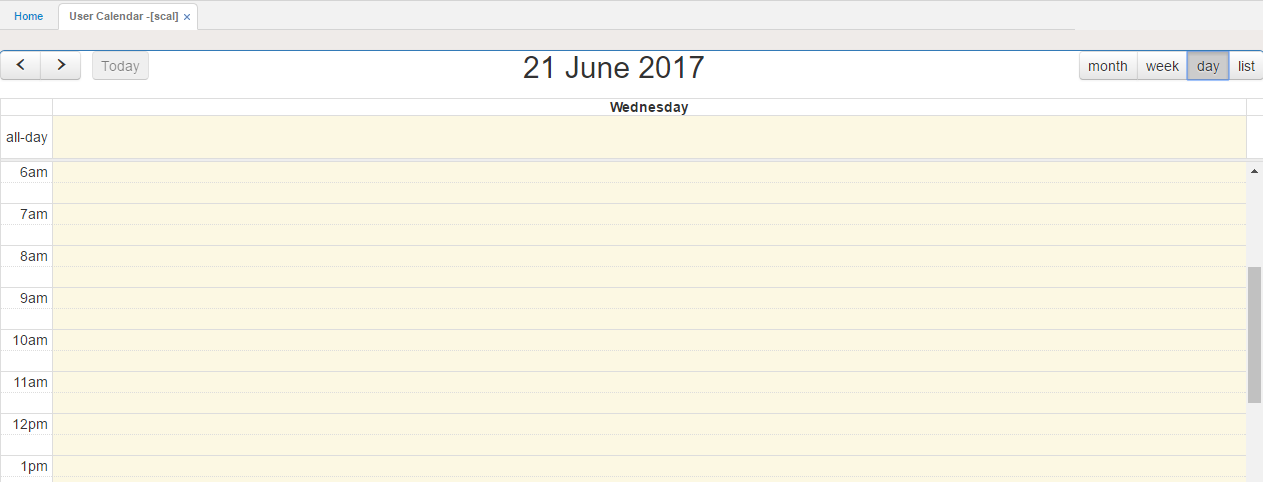 Home User Calendar -[scal] ×
Today 21 June 2017 month week day list
Wednesday
all-day
6am
7am
8am
9am
10am
11am
12pm
1pm